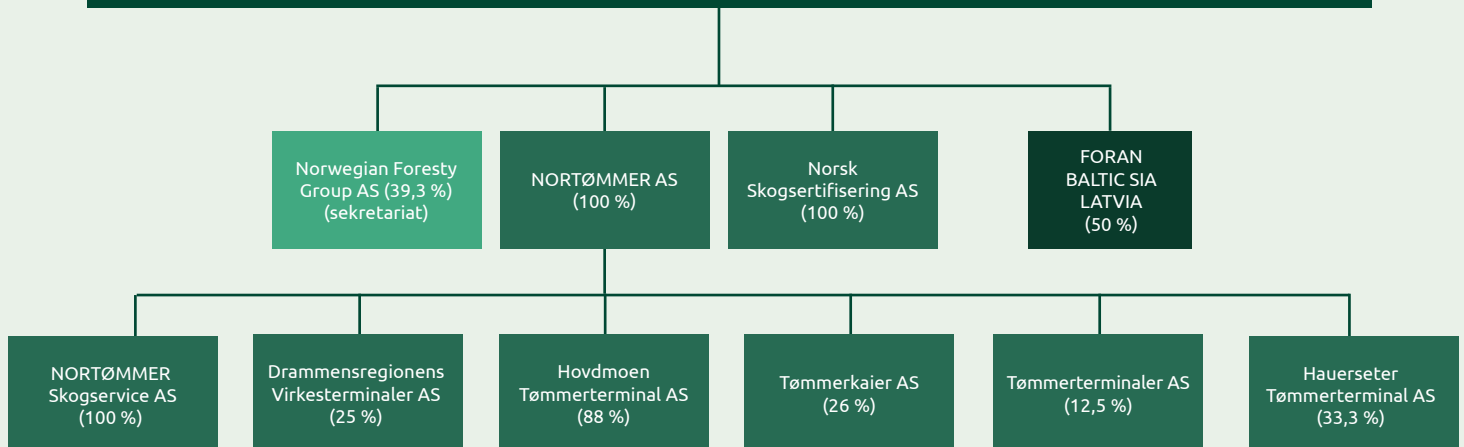 Norwegian Foresty
Group AS (39,3 %)
(sekretariat)
NORTØMMER AS
(100 %)
Norsk
Skogsertifisering AS
(100 %)
FORAN
BALTIC SIA
LATVIA
(50 %)
NORTØMMER
Skogservice AS
(100 %)
Drammensregionens
Virkesterminaler AS
(25 %)
Hovdmoen
Tømmerterminal AS
(88 %)
Tømmerkaier AS
(26 %)
Tømmerterminaler AS
(12,5 %)
Hauerseter
Tømmerterminal AS
(33,3 %)